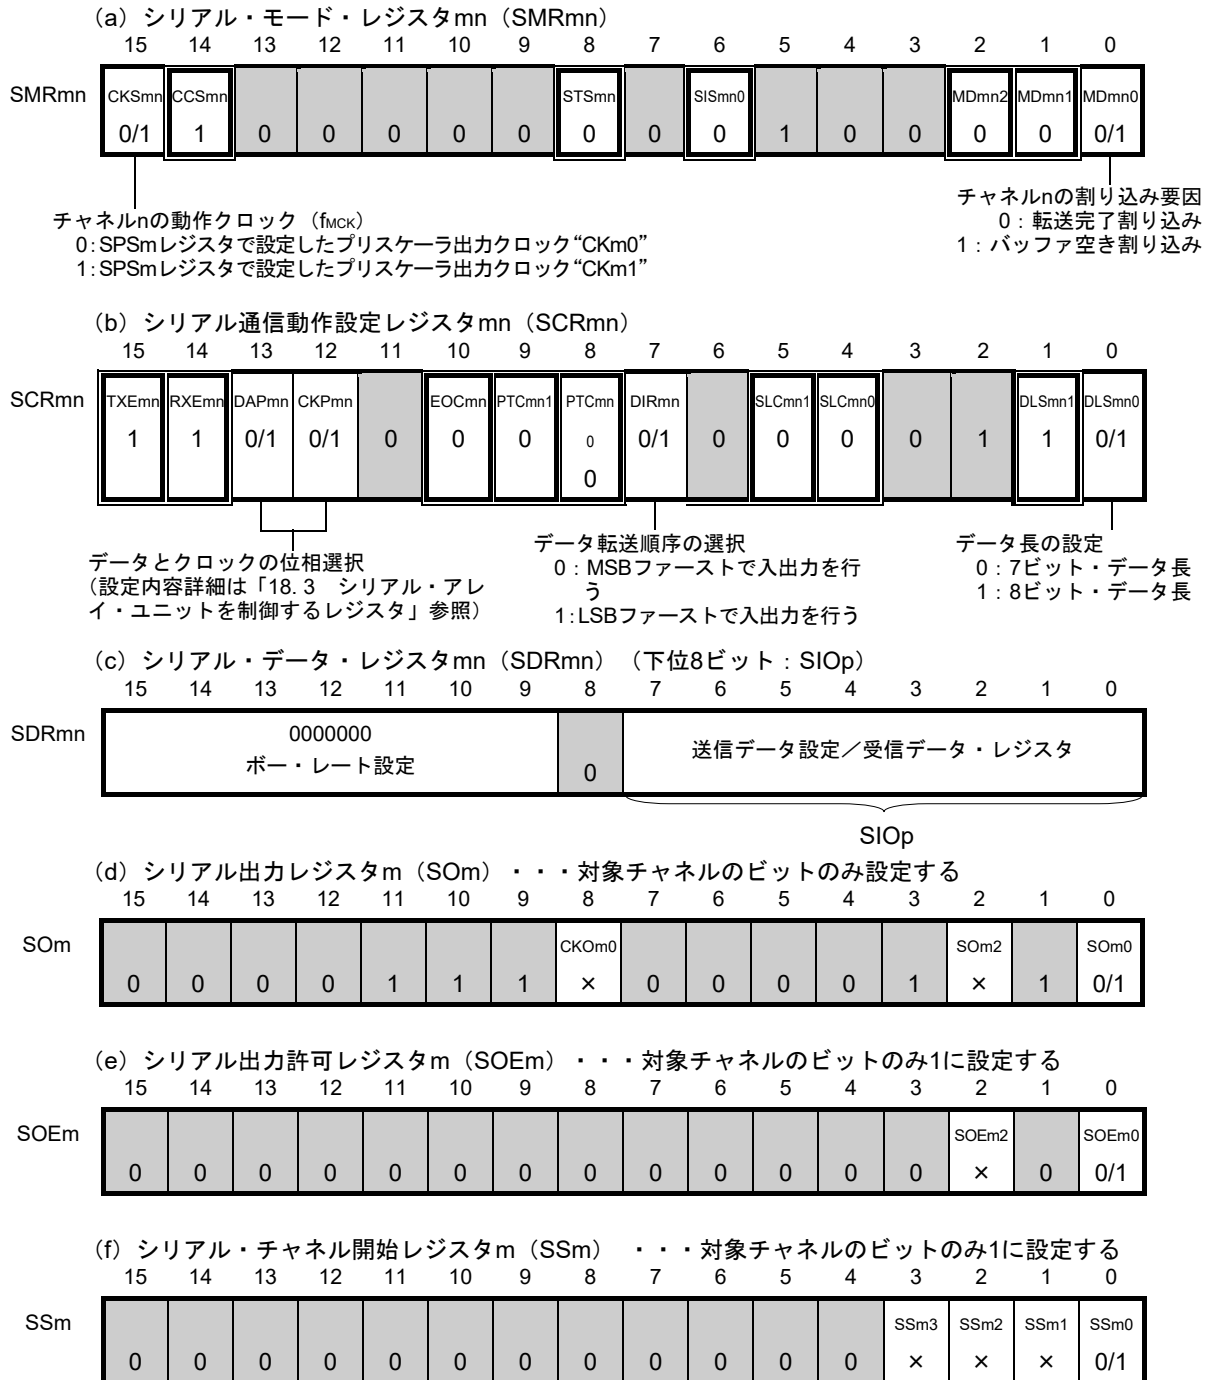 (a) シリアル・モード・レジスタmn（SMRmn）
15 14 13 12 11 10 9 8 7 6 5 4 3 2 1 0
SMRmn CKSmn CCSmn STSmn SISmn0 MDmn2 MDmn1 MDmn0
0/1 1 0 0 0 0 0 0 0 0 1 0 0 0 0 0/1
チャネルnの動作クロック（fMCK）
0：SPSmレジスタで設定したプリスケーラ出力クロック“CKm0”
1：SPSmレジスタで設定したプリスケーラ出力クロック“CKm1”
チャネルnの割り込み要因
0：転送完了割り込み
1：バッファ空き割り込み
(b) シリアル通信動作設定レジスタmn（SCRmn）
15 14 13 12 11 10 9 8 7 6 5 4 3 2 1 0
SCRmn TXEmn RXEmn DAPmn CKPmn EOCmn PTCmn1 PTCmn DIRmn SLCmn1 SLCmn0 DLSmn1 DLSmn0
1 1 0/1 0/1 0 0 0 0 0/1 0 0 0 0 1 1 0/1
0
データとクロックの位相選択
（設定内容詳細は「18. 3 シリアル・アレ
イ・ユニットを制御するレジスタ」参照）
データ転送順序の選択
0：MSBファーストで入出力を行
う
1：LSBファーストで入出力を行う
データ長の設定
0：7ビット・データ長
1：8ビット・データ長
(c) シリアル・データ・レジスタmn（SDRmn）（下位8ビット：SIOp）
15 14 13 12 11 10 9 8 7 6 5 4 3 2 1 0
SDRmn 0000000
ボー・レート設定
0
送信データ設定／受信データ・レジスタ
SIOp
(d) シリアル出力レジスタm（SOm）・・・対象チャネルのビットのみ設定する
15 14 13 12 11 10 9 8 7 6 5 4 3 2 1 0
SOm CKOm0 SOm2 SOm0
0 0 0 0 1 1 1 × 0 0 0 0 1 × 1 0/1
(e) シリアル出力許可レジスタm（SOEm）・・・対象チャネルのビットのみ1に設定する
15 14 13 12 11 10 9 8 7 6 5 4 3 2 1 0
SOEm SOEm2 SOEm0
0 0 0 0 0 0 0 0 0 0 0 0 0 × 0 0/1
(f) シリアル・チャネル開始レジスタm（SSm） ・・・対象チャネルのビットのみ1に設定する
15 14 13 12 11 10 9 8 7 6 5 4 3 2 1 0
SSm SSm3 SSm2 SSm1 SSm0
0 0 0 0 0 0 0 0 0 0 0 0 × × × 0/1